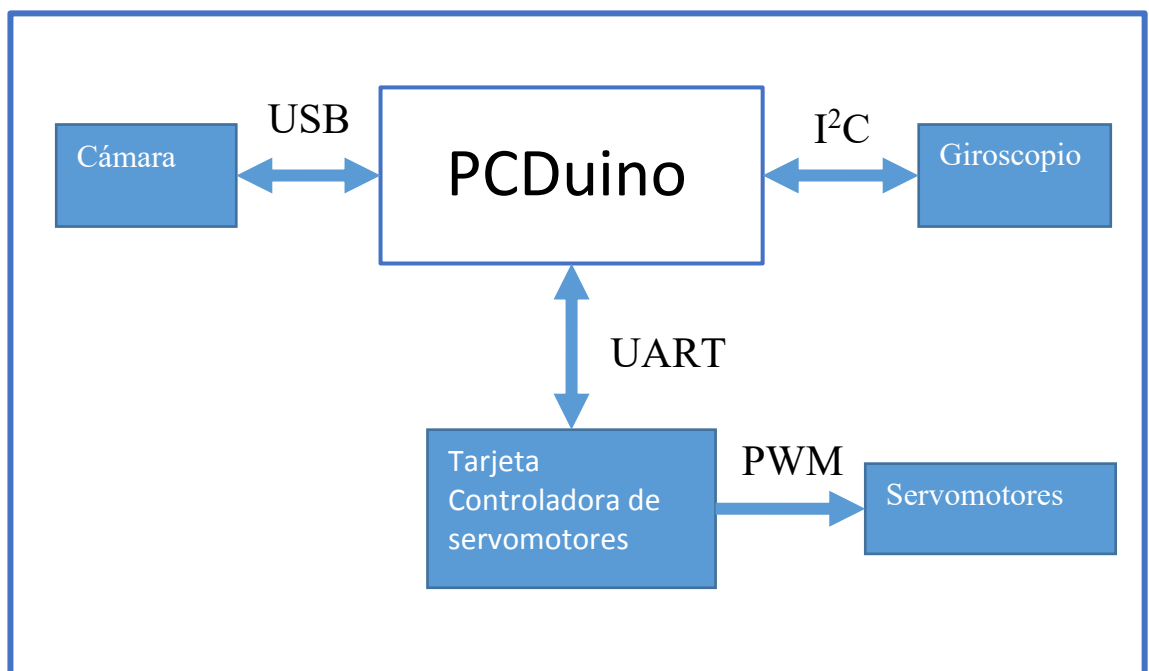 USB
Cámara
PCDuino
I²C
Giroscopio
UART
Tarjeta
Controladora de
servomotores
PWM
Servomotores